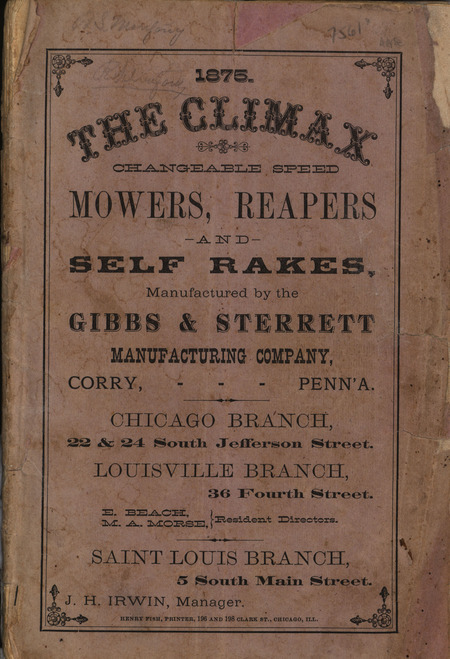 1875.
THE CLIMAX
CHANGEABLE SPEED
MOWERS, REAPERS
-AND-
SELF RAKES,
Manufactured by the
GIBBS & STERRETT
MANUFACTURING COMPANY,
CORRY, - - - PENN'A.
CHICAGO BRANCH,
22 & 24 South Jefferson Street.
LOUISVILLE BRANCH,
36 Fourth Street.
E. BEACH,
M. A. MORSE, } Resident Directors.
SAINT LOUIS BRANCH,
5 South Main Street.
J. H. IRWIN, Manager.
HENRY FISH, PRINTER, 196 AND 198 CLARK ST., CHICAGO, ILL.